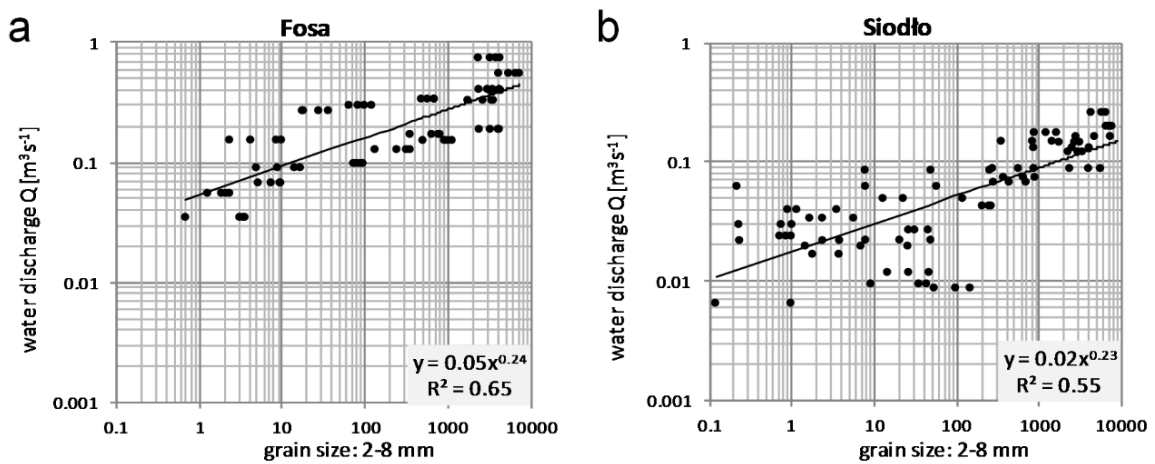 a
Fosa
water discharge Q [m³s⁻¹]
1
0.1
0.01
0.001
0.1
1
10
100
1000
10000
grain size: 2-8 mm
y = 0.05x^0.24
R² = 0.65
b
Siodło
water discharge Q [m³s⁻¹]
1
0.1
0.01
0.001
0.1
1
10
100
1000
10000
grain size: 2-8 mm
y = 0.02x^0.23
R² = 0.55